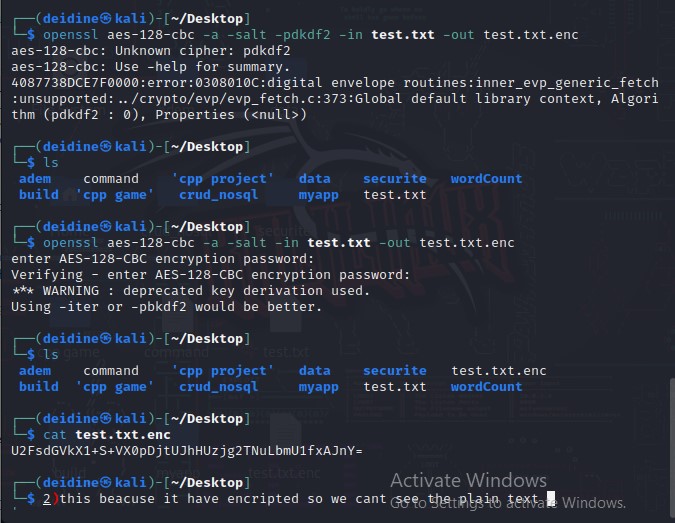 ┌──(deidine㉿kali)-[~/Desktop]
└─$ openssl aes-128-cbc -a -salt -pdkdf2 -in test.txt -out test.txt.enc
aes-128-cbc: Unknown cipher: pdkdf2
aes-128-cbc: Use -help for summary.
4087738DCE7F0000:error:0308010C:digital envelope routines:inner_evp_generic_fetch
:unsupported:../crypto/evp/evp_fetch.c:373:Global default library context, Algori
thm (pdkdf2 : 0), Properties (<null>)
┌──(deidine㉿kali)-[~/Desktop]
└─$ ls
adem command 'cpp project' data securite wordCount
build 'cpp game' crud_nosql myapp test.txt
┌──(deidine㉿kali)-[~/Desktop]
└─$ openssl aes-128-cbc -a -salt -in test.txt -out test.txt.enc
enter AES-128-CBC encryption password:
Verifying - enter AES-128-CBC encryption password:
*** WARNING : deprecated key derivation used.
Using -iter or -pbkdf2 would be better.
┌──(deidine㉿kali)-[~/Desktop]
└─$ ls
adem command 'cpp project' data securite test.txt.enc
build 'cpp game' crud_nosql myapp test.txt wordCount
┌──(deidine㉿kali)-[~/Desktop]
└─$ cat test.txt.enc
U2FsdGVkX1+S+VX0pDjtUJhHUzjg2TNuLbmU1fxAJnY=
┌──(deidine㉿kali)-[~/Desktop]
└─$ 2)this beacuse it have encripted so we cant see the plain text
Activate Windows
Go to Settings to activate Windows.